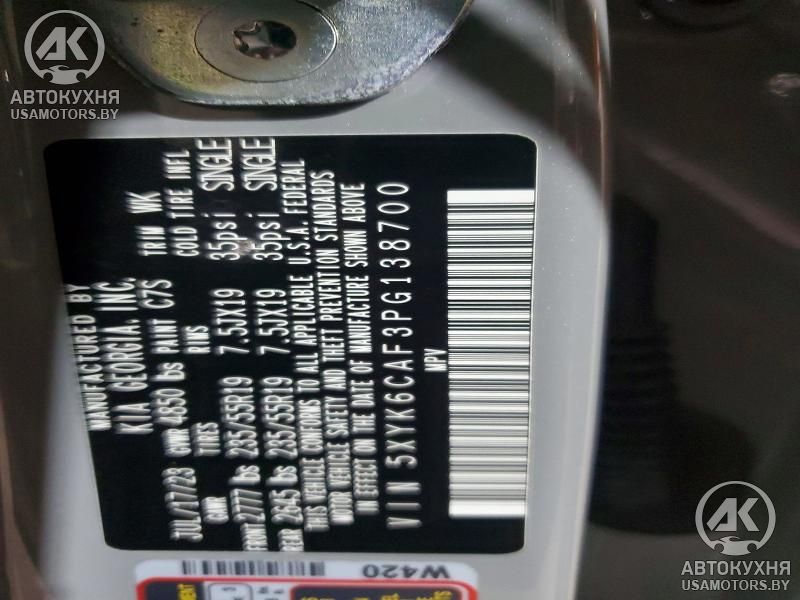 AK
АВТОКУХНЯ
USAMOTORS.BY
MANUFACTURED BY
KIA GEORGIA, INC.
JUL/17/23 GVWR 4850 lbs PAINT C7S TRIM WK
GAWR TIRES RIMS COLD TIRE INFL
FRONT 2777 lbs 235/55R19 7.5JX19 35psi SINGLE
REAR 2645 lbs 235/55R19 7.5JX19 35psi SINGLE
THIS VEHICLE CONFORMS TO ALL APPLICABLE U.S.A. FEDERAL
MOTOR VEHICLE SAFETY AND THEFT PREVENTION STANDARDS
IN EFFECT ON THE DATE OF MANUFACTURE SHOWN ABOVE
VIN 5XYK6CAF3PG138700
MPV
W420
AK
АВТОКУХНЯ
USAMOTORS.BY